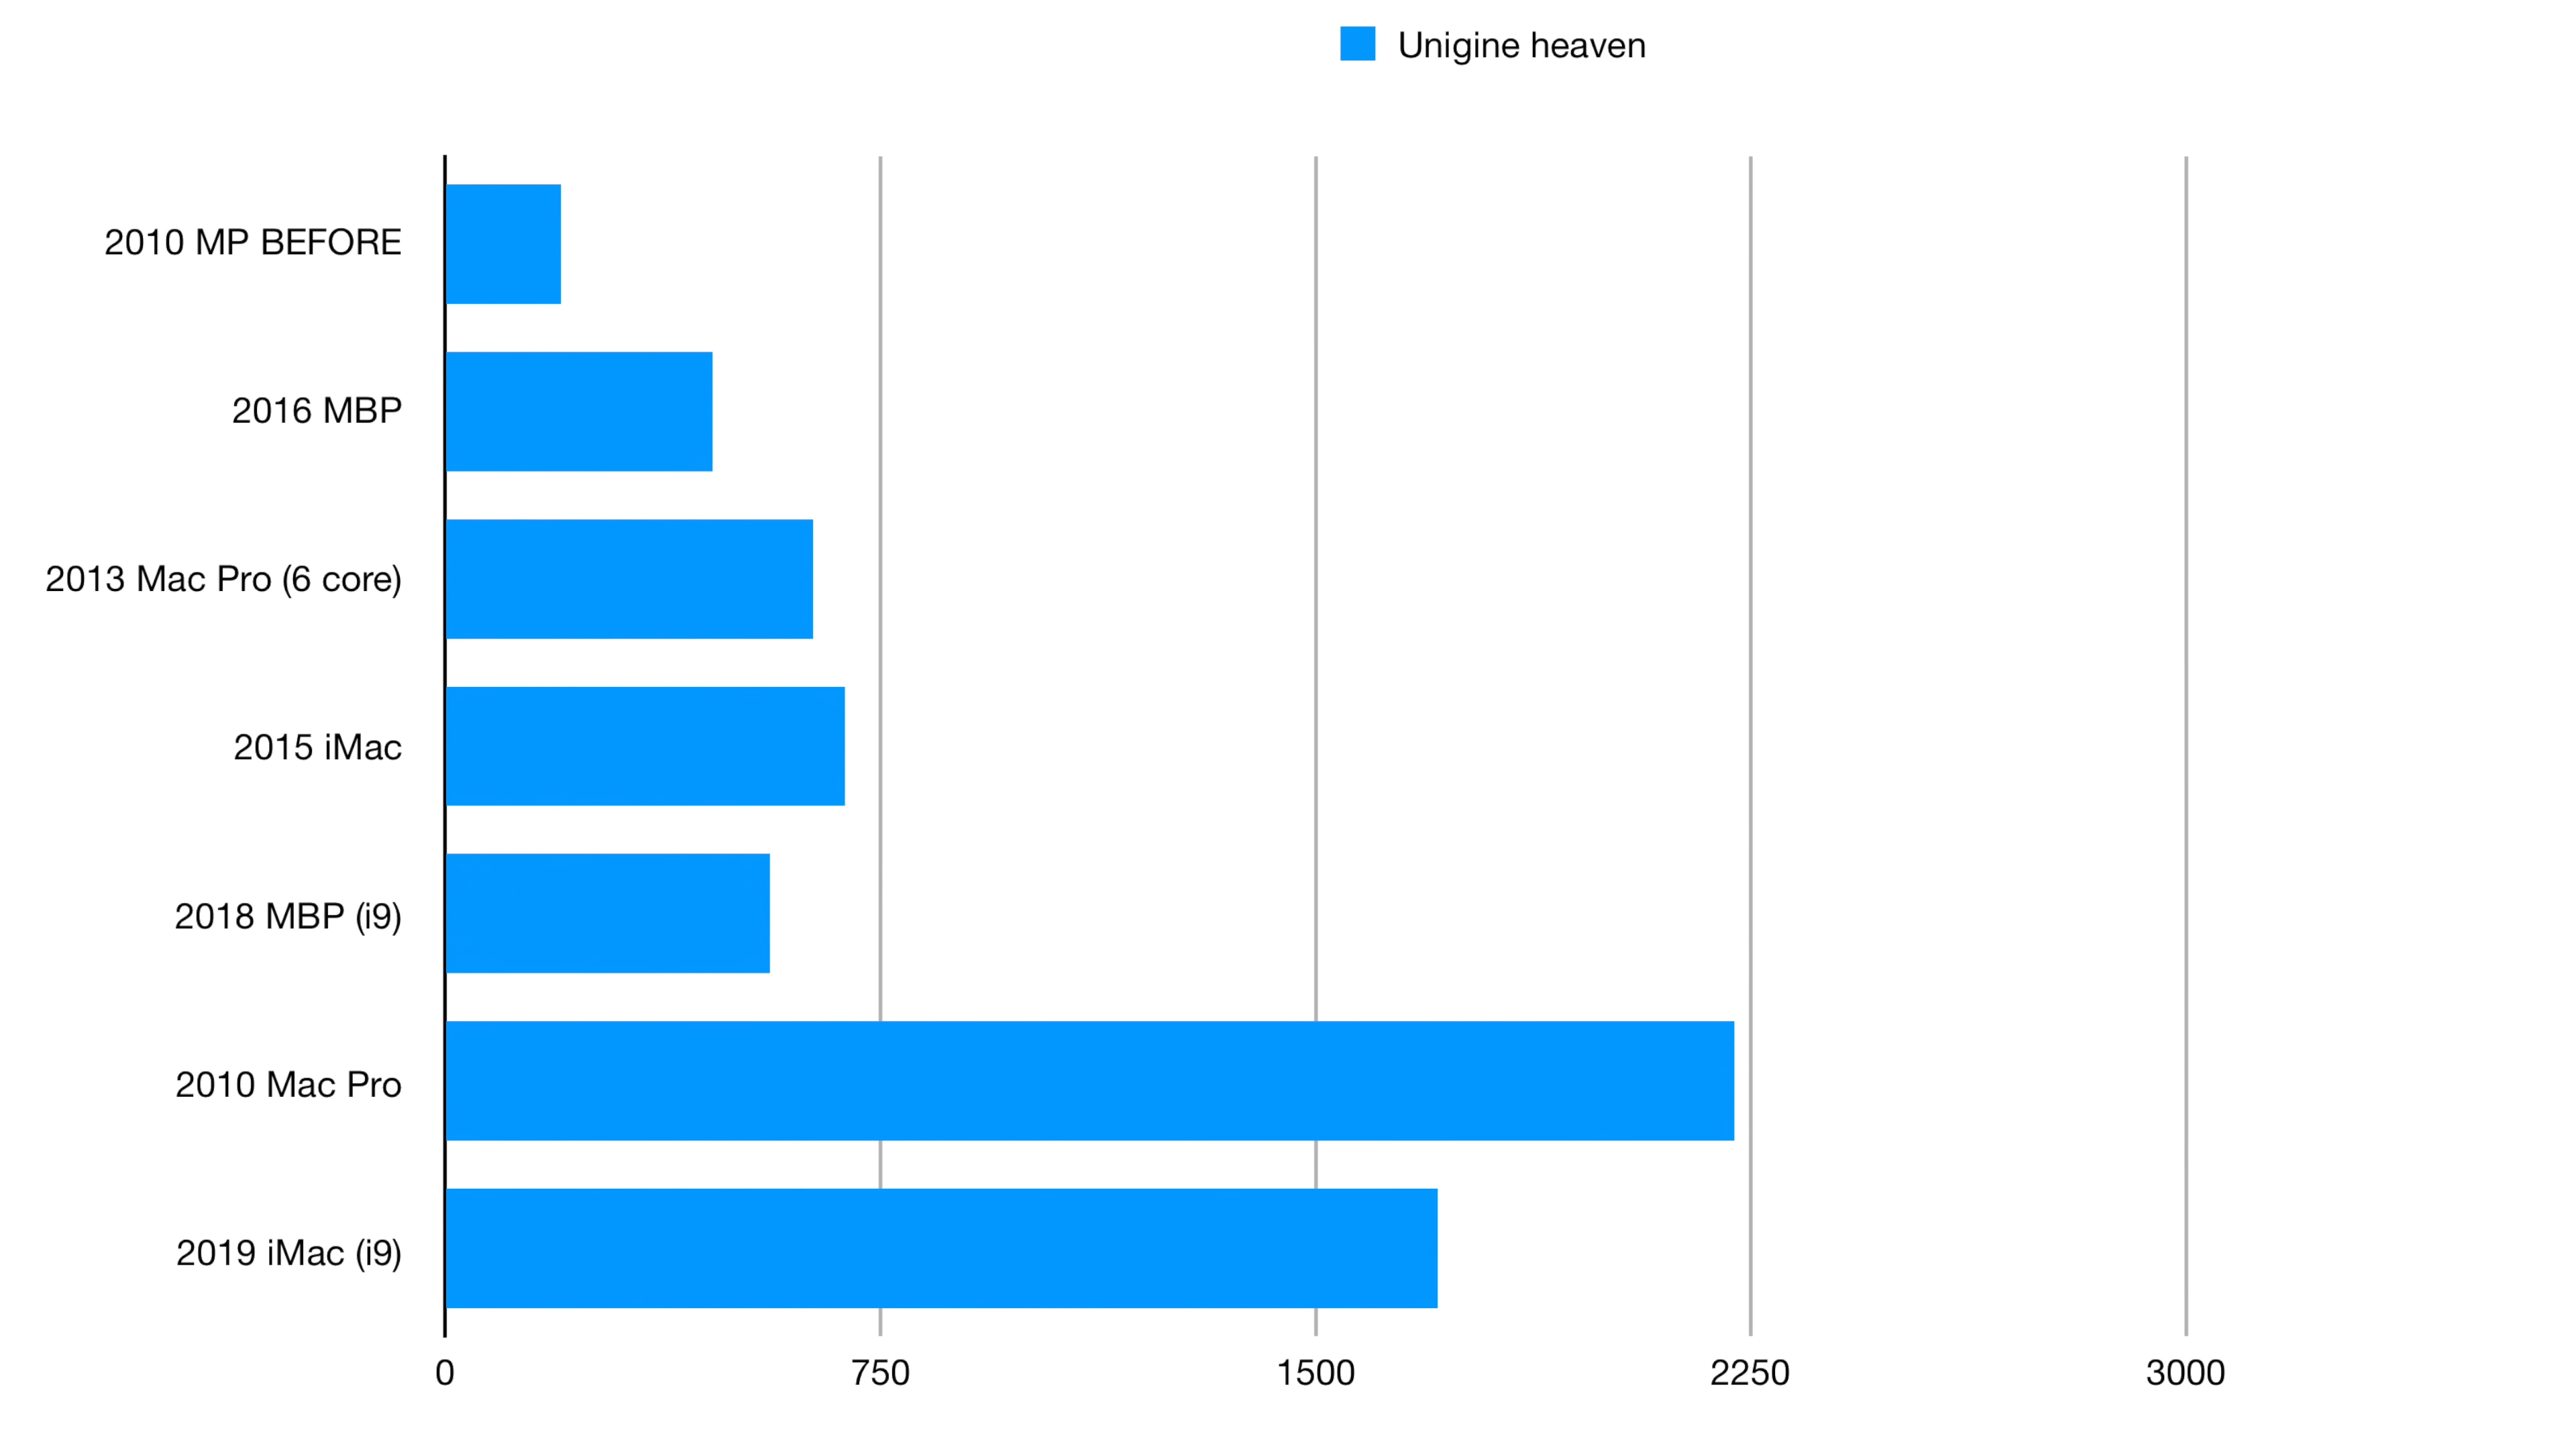 Unigine heaven
2010 MP BEFORE
2016 MBP
2013 Mac Pro (6 core)
2015 iMac
2018 MBP (i9)
2010 Mac Pro
2019 iMac (i9)
0 750 1500 2250 3000